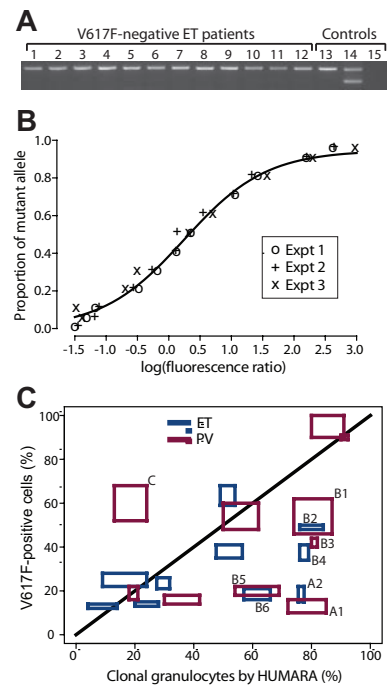 A
V617F-negative ET patients
Controls
1 2 3 4 5 6 7 8 9 10 11 12 13 14 15
B
Proportion of mutant allele
1.0
0.8
0.6
0.4
0.2
0.0
o Expt 1
+ Expt 2
x Expt 3
-1.5 -1.0 -0.5 0.0 0.5 1.0 1.5 2.0 2.5 3.0
log(fluorescence ratio)
C
V617F-positive cells (%)
100
80
60
40
20
0
ET
PV
C
B1
B2
B3
B4
B5
B6
A2
A1
0 20 40 60 80 100
Clonal granulocytes by HUMARA (%)